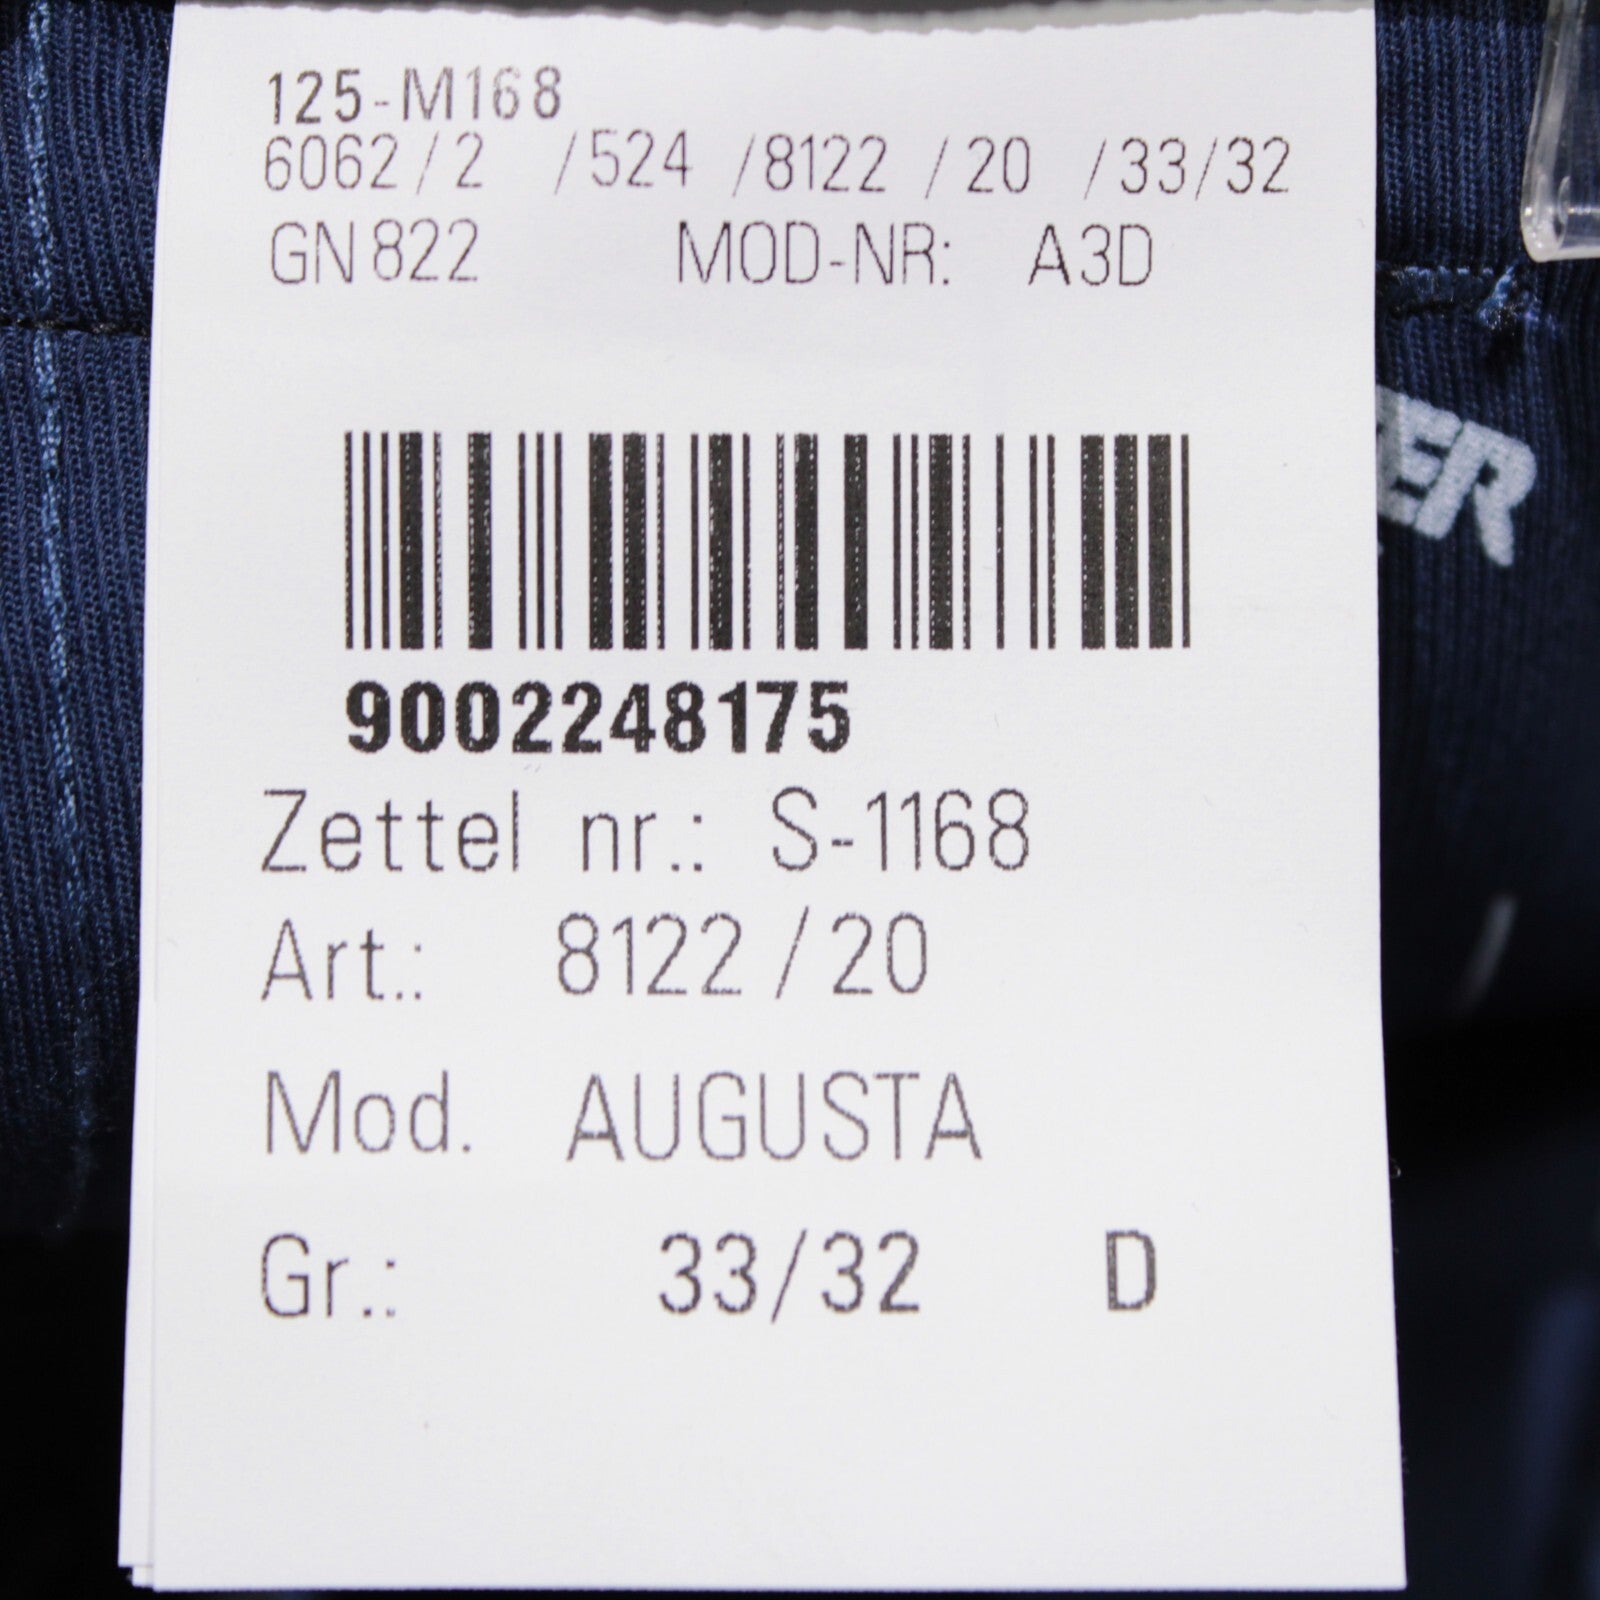 125-M168
6062/2 /524 /8122 /20 /33/32
GN822 MOD-NR: A3D
9002248175
Zettel nr.: S-1168
Art.: 8122/20
Mod. AUGUSTA
Gr.: 33/32 D